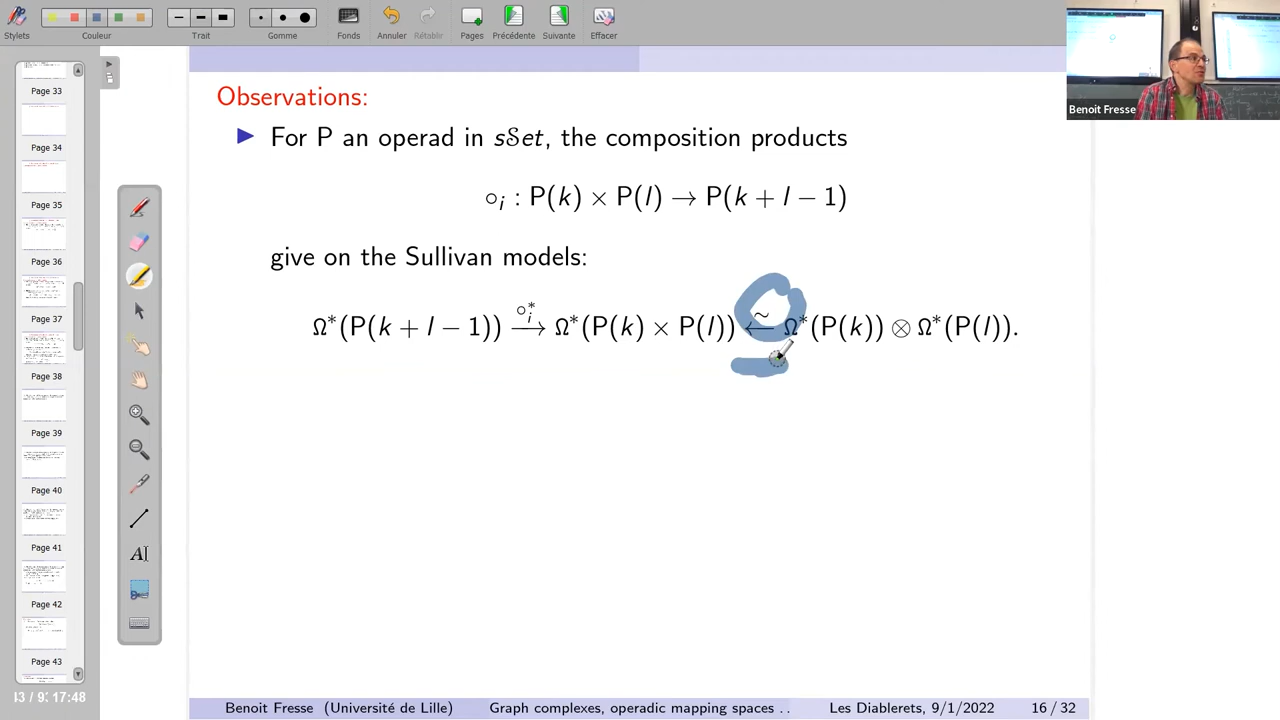 Stylets
Couleur
Trait
Gomme
Fonds
Annuler
Rétablir
Pages
Précédente
Suivante
Effacer
Benoit Fresse
Page 33
Page 34
Page 35
Page 36
Page 37
Page 38
Page 39
Page 40
Page 41
Page 42
Page 43
17:48
Observations:
▶ For P an operad in sSet, the composition products
∘ᵢ : P(k) × P(l) → P(k + l − 1)
give on the Sullivan models:
Ω*(P(k + l − 1)) —∘ᵢ*→ Ω*(P(k) × P(l)) ←∼— Ω*(P(k)) ⊗ Ω*(P(l)).
Benoit Fresse (Université de Lille)
Graph complexes, operadic mapping spaces . .
Les Diablerets, 9/1/2022
16 / 32